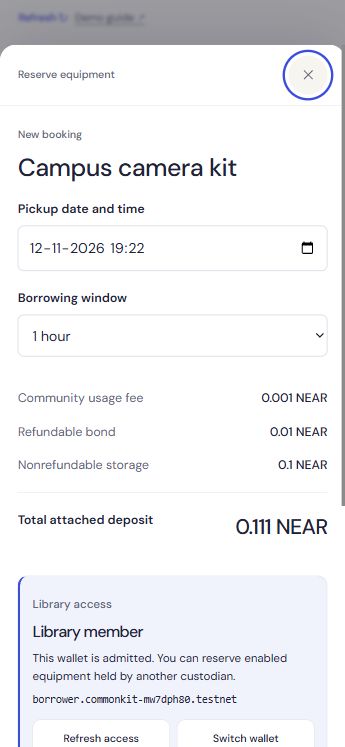 Refresh ↻ Demo guide ↗
Reserve equipment
New booking
Campus camera kit
Pickup date and time
12-11-2026 19:22
Borrowing window
1 hour
Community usage fee 0.001 NEAR
Refundable bond 0.01 NEAR
Nonrefundable storage 0.1 NEAR
Total attached deposit 0.111 NEAR
Library access
Library member
This wallet is admitted. You can reserve enabled
equipment held by another custodian.
borrower.commonkit-mw7dph80.testnet
Refresh access Switch wallet